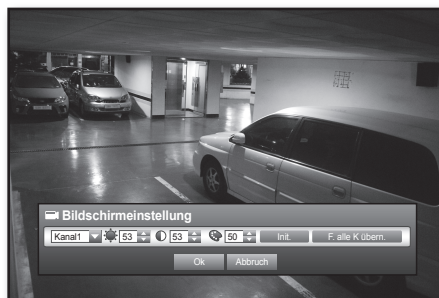 Bildschirmeinstellung
Kanal1 53 53 50 Init. F. alle K übern.
Ok Abbruch